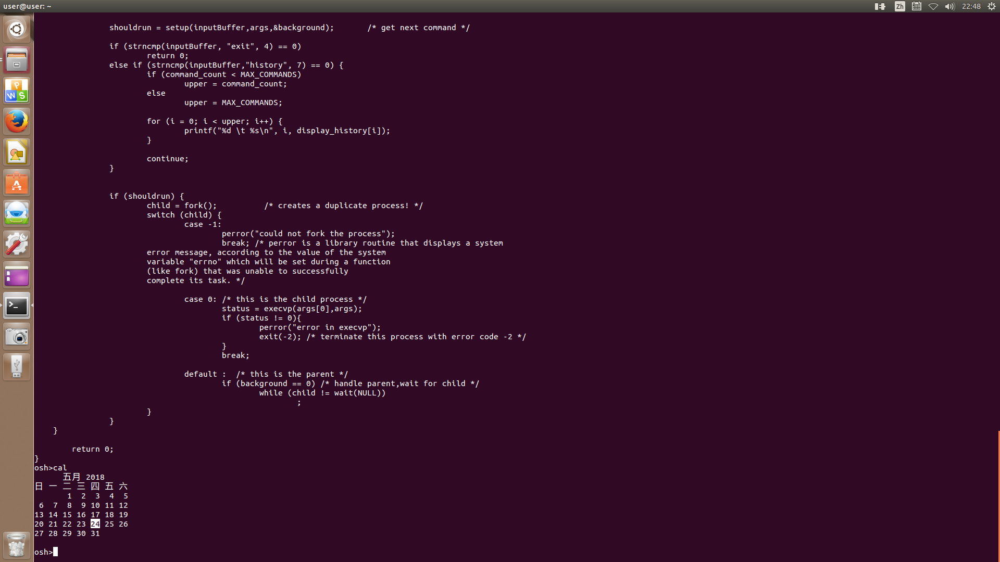 user@user: ~
Zh
22:48
shouldrun = setup(inputBuffer,args,&background);       /* get next command */
if (strncmp(inputBuffer, "exit", 4) == 0)
return 0;
else if (strncmp(inputBuffer,"history", 7) == 0) {
if (command_count < MAX_COMMANDS)
upper = command_count;
else
upper = MAX_COMMANDS;
for (i = 0; i < upper; i++) {
printf("%d \t %s\n", i, display_history[i]);
}
continue;
}
if (shouldrun) {
child = fork();          /* creates a duplicate process! */
switch (child) {
case -1:
perror("could not fork the process");
break; /* perror is a library routine that displays a system
error message, according to the value of the system
variable "errno" which will be set during a function
(like fork) that was unable to successfully
complete its task. */
case 0: /* this is the child process */
status = execvp(args[0],args);
if (status != 0){
perror("error in execvp");
exit(-2); /* terminate this process with error code -2 */
}
break;
default :  /* this is the parent */
if (background == 0) /* handle parent,wait for child */
while (child != wait(NULL))
;
}
}
}
return 0;
}
osh>cal
五月 2018
日 一 二 三 四 五 六
1  2  3  4  5
6  7  8  9 10 11 12
13 14 15 16 17 18 19
20 21 22 23 24 25 26
27 28 29 30 31
osh>
P
W S
A
>_